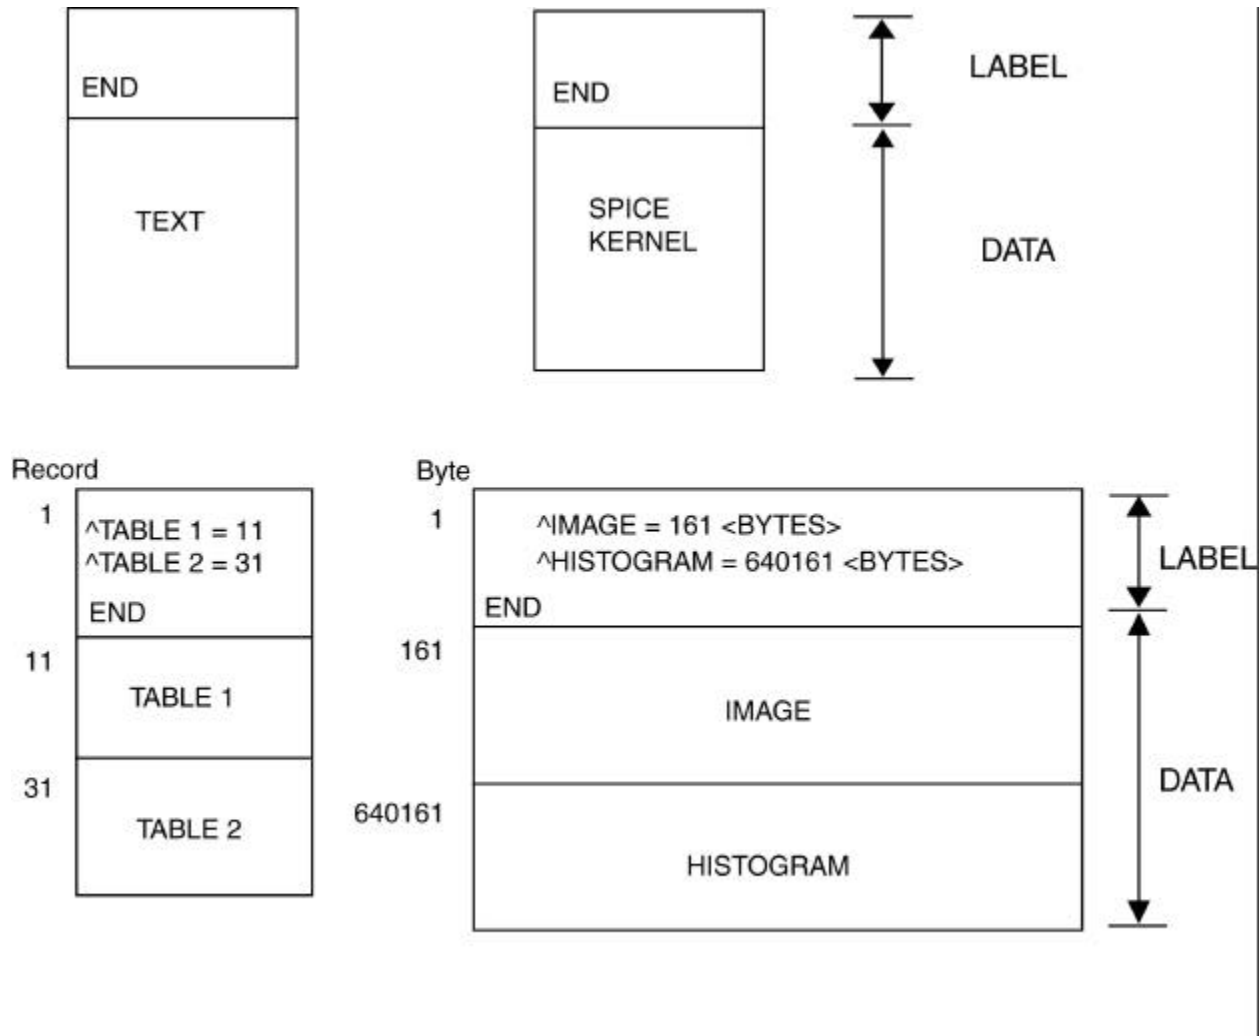 END
TEXT
END
SPICE
KERNEL
LABEL
DATA
Record
1
^TABLE 1 = 11
^TABLE 2 = 31
END
11
TABLE 1
31
TABLE 2
Byte
1
^IMAGE = 161 <BYTES>
^HISTOGRAM = 640161 <BYTES>
END
161
IMAGE
640161
HISTOGRAM
LABEL
DATA